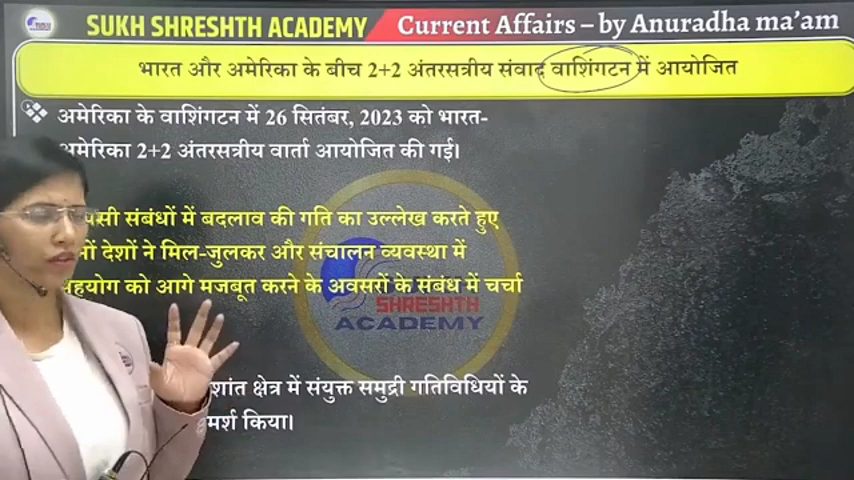 SUKH SHRESHTH ACADEMY
Current Affairs – by Anuradha ma'am
भारत और अमेरिका के बीच 2+2 अंतरसत्रीय संवाद वाशिंगटन में आयोजित
अमेरिका के वाशिंगटन में 26 सितंबर, 2023 को भारत-
अमेरिका 2+2 अंतरसत्रीय वार्ता आयोजित की गई।
संबंधों में बदलाव की गति का उल्लेख करते हुए
देशों ने मिल-जुलकर और संचालन व्यवस्था में
को आगे मजबूत करने के अवसरों के संबंध में चर्चा
SHRESHTH
ACADEMY
क्षेत्र में संयुक्त समुद्री गतिविधियों के
किया।